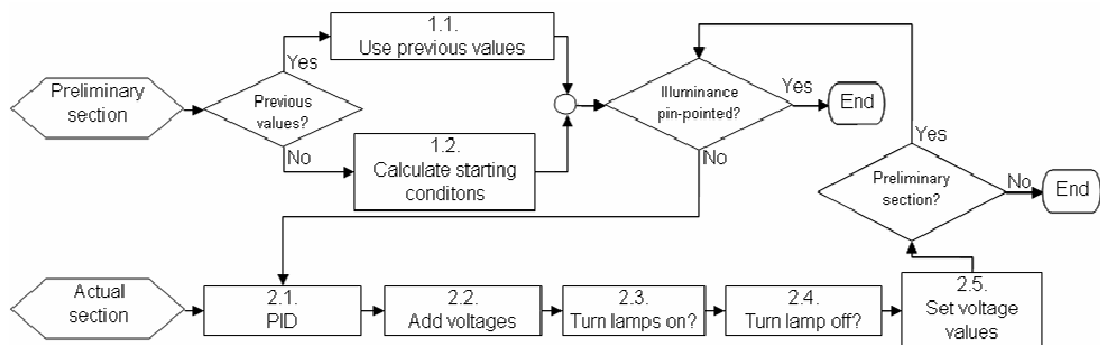 1.1.
Use previous values
Yes
Preliminary
section
Previous
values?
No
1.2.
Calculate starting
conditons
Illuminance
pin-pointed?
Yes
End
No
Yes
Preliminary
section?
No
End
Actual
section
2.1.
PID
2.2.
Add voltages
2.3.
Turn lamps on?
2.4.
Turn lamp off?
2.5.
Set voltage
values